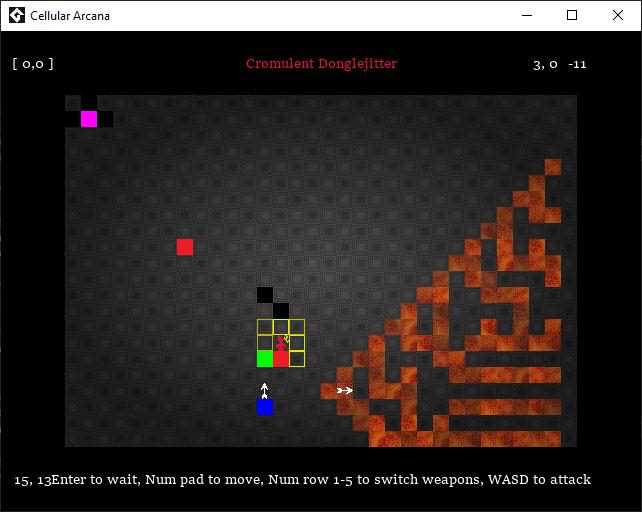 Cellular Arcana
[ 0,0 ] Cromulent Donglejitter 3, 0 -11
15, 13Enter to wait, Num pad to move, Num row 1-5 to switch weapons, WASD to attack